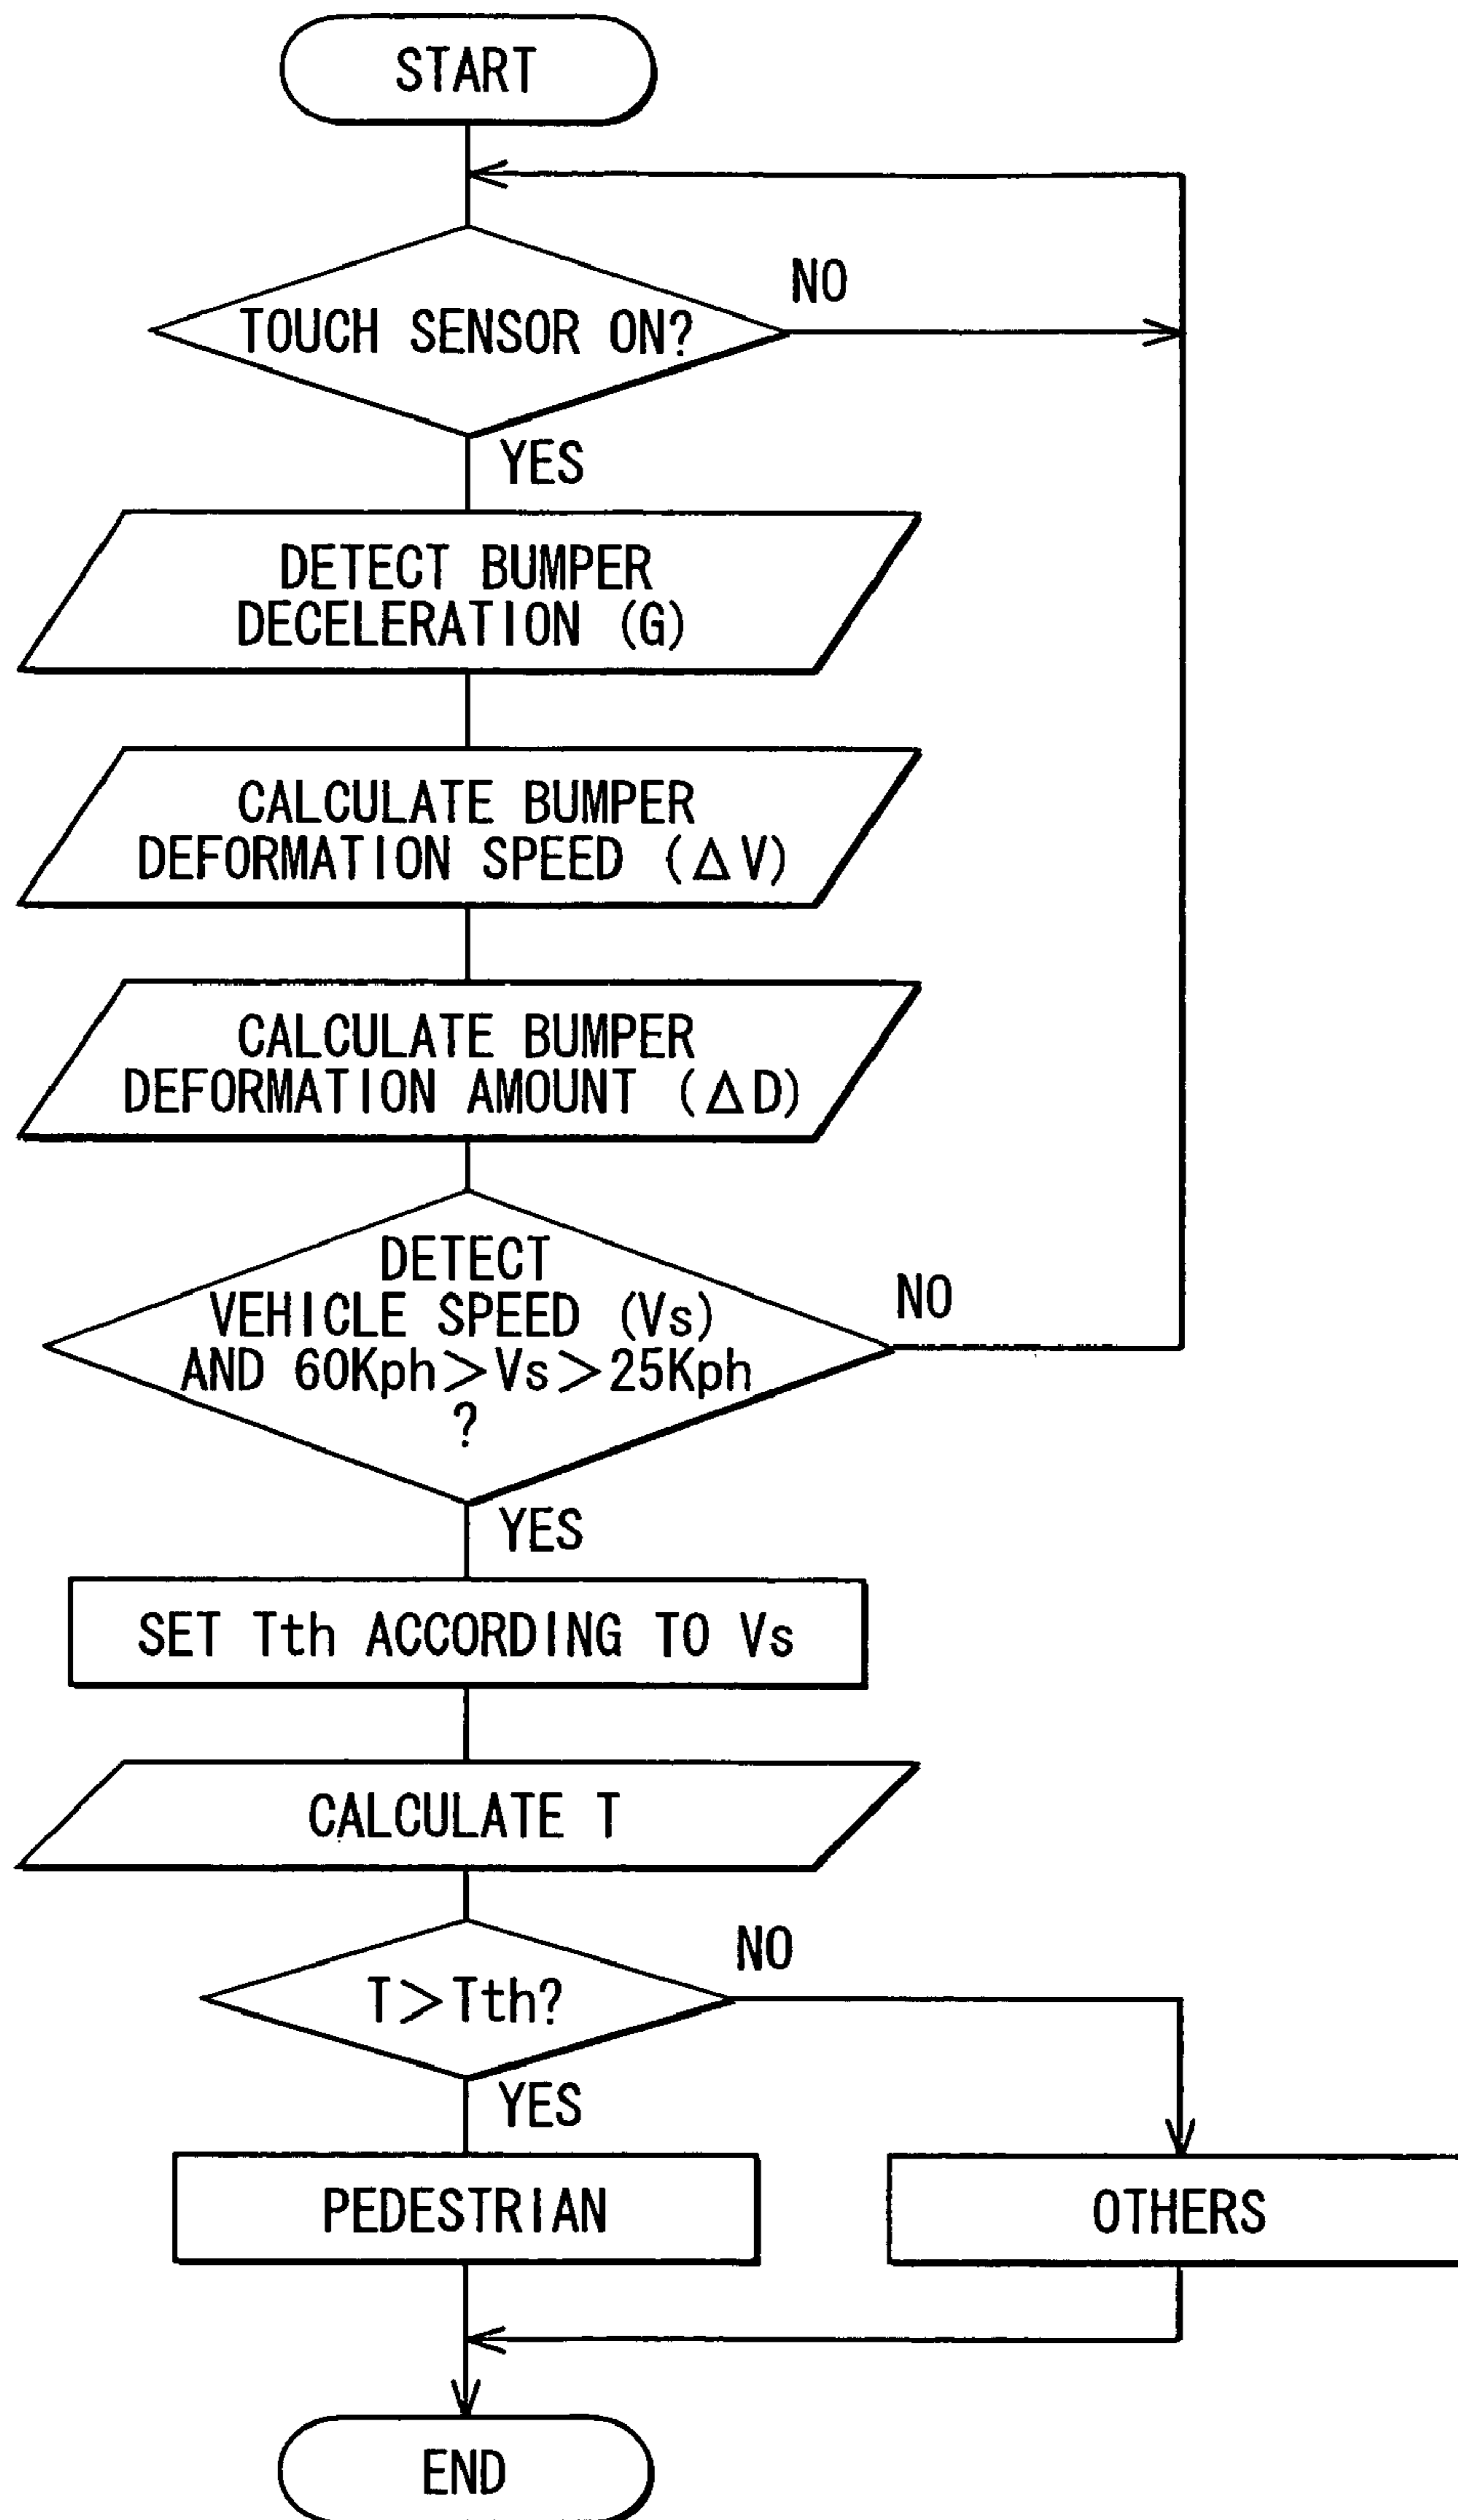 START
NO
TOUCH SENSOR ON?
YES
DETECT BUMPER
DECELERATION (G)
CALCULATE BUMPER
DEFORMATION SPEED (△V)
CALCULATE BUMPER
DEFORMATION AMOUNT (△D)
DETECT
VEHICLE SPEED (Vs)
AND 60Kph>Vs>25Kph
?
NO
YES
SET Tth ACCORDING TO Vs
CALCULATE T
NO
T>Tth?
YES
PEDESTRIAN
OTHERS
END